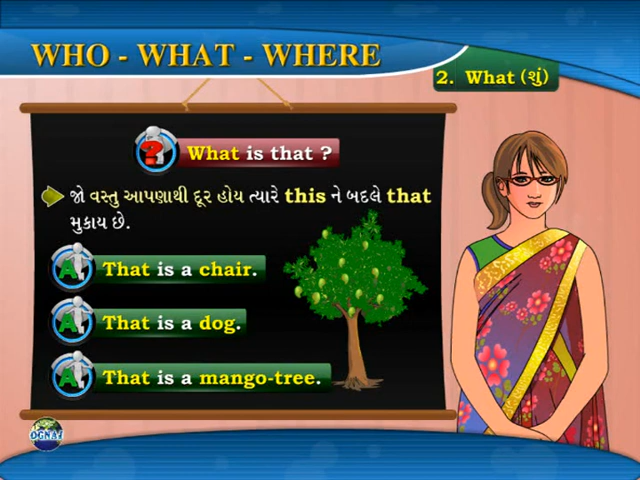 WHO - WHAT - WHERE
2. What (શું)
What is that ?
જો વસ્તુ આપણાથી દૂર હોય ત્યારે this ને બદલે that
મુકાય છે.
A
That is a chair.
A
That is a dog.
A
That is a mango-tree.